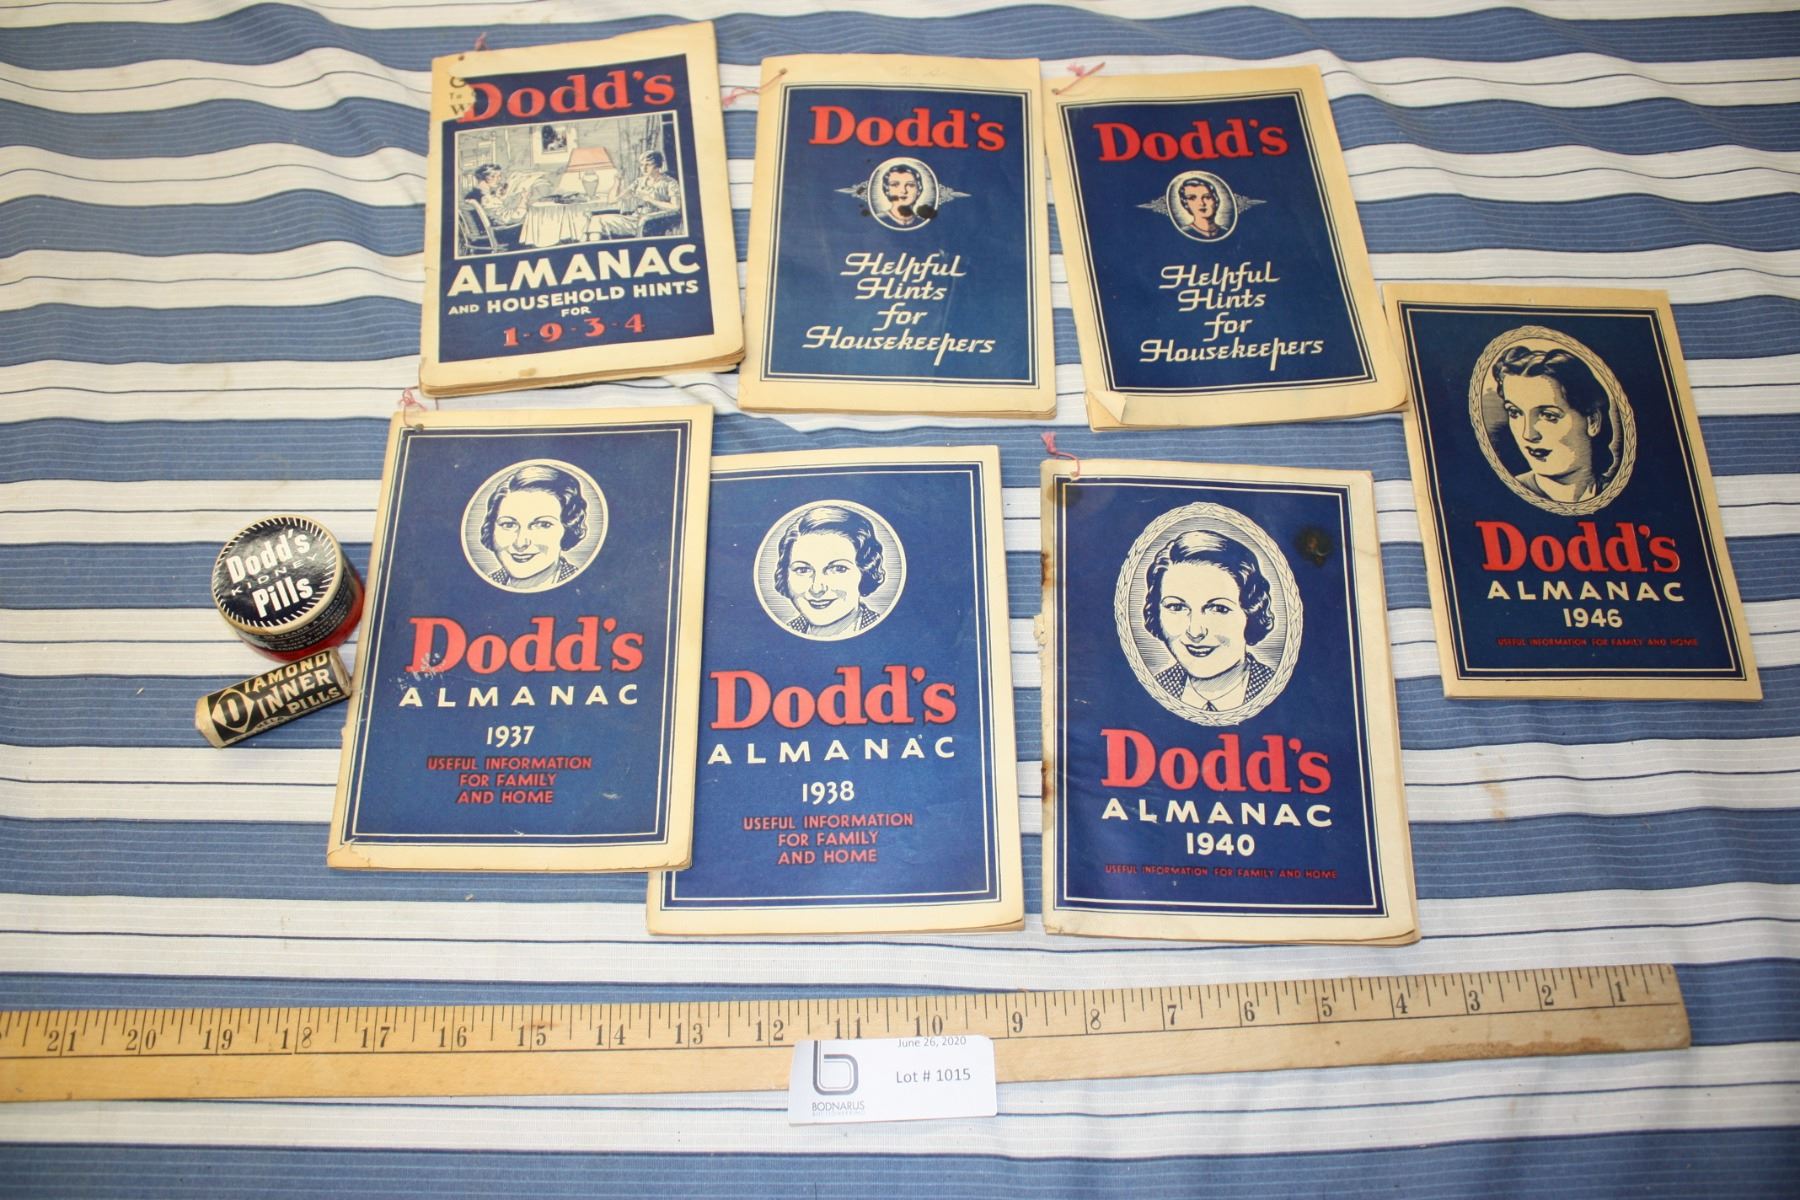 Dodd's
ALMANAC
AND HOUSEHOLD HINTS
FOR
1-9-3-4
Dodd's
Helpful
Hints
for
Housekeepers
Dodd's
Helpful
Hints
for
Housekeepers
Dodd's
ALMANAC
1946
USEFUL INFORMATION FOR FAMILY AND HOME
Dodd's
KIDNEY
Pills
DIAMOND
DINNER
PILLS
Dodd's
ALMANAC
1937
USEFUL INFORMATION
FOR FAMILY
AND HOME
Dodd's
ALMANAC
1938
USEFUL INFORMATION
FOR FAMILY
AND HOME
Dodd's
ALMANAC
1940
USEFUL INFORMATION FOR FAMILY AND HOME
21 20 19 18 17 16 15 14 13 12 11 10 9 8 7 6 5 4 3 2 1
June 26, 2020
Lot # 1015
b
BODNARUS
AUCTIONEERING